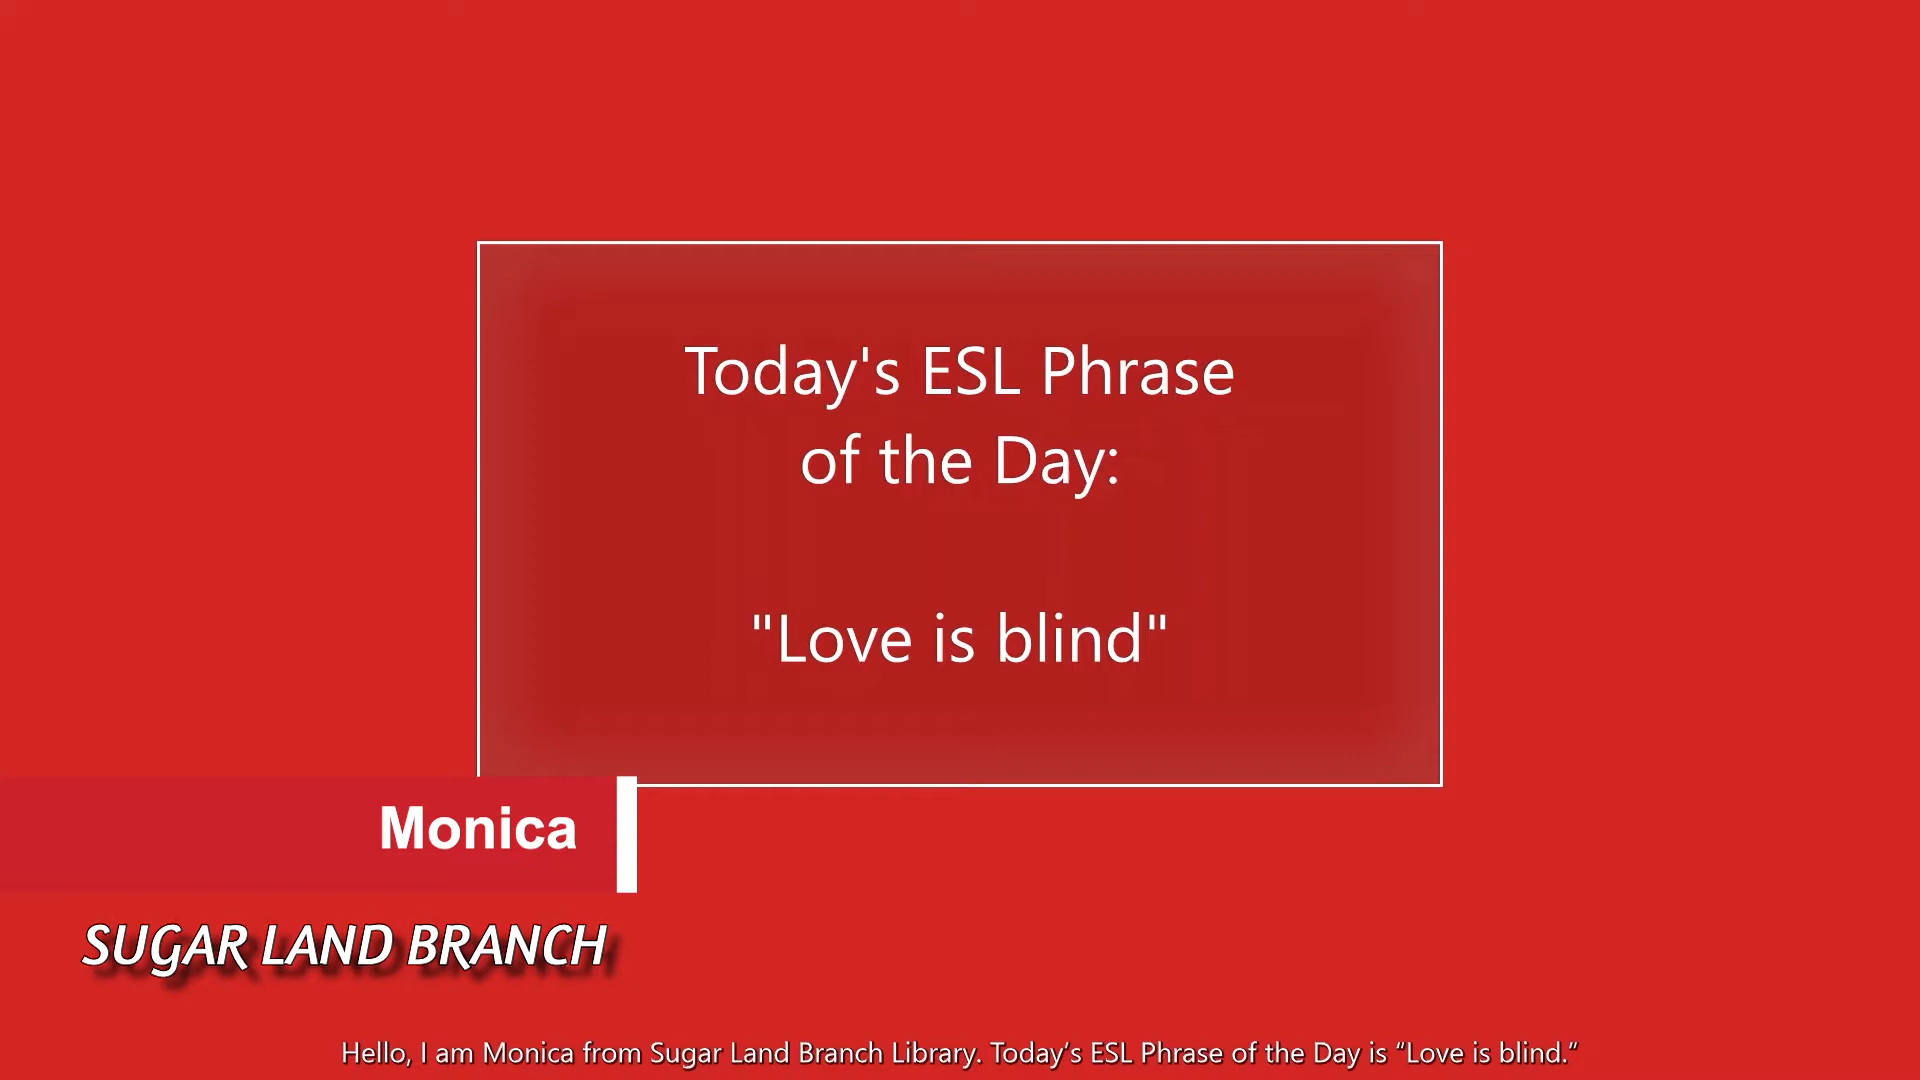 Today's ESL Phrase
of the Day:
"Love is blind"
Monica
SUGAR LAND BRANCH
Hello, I am Monica from Sugar Land Branch Library. Today’s ESL Phrase of the Day is “Love is blind.”